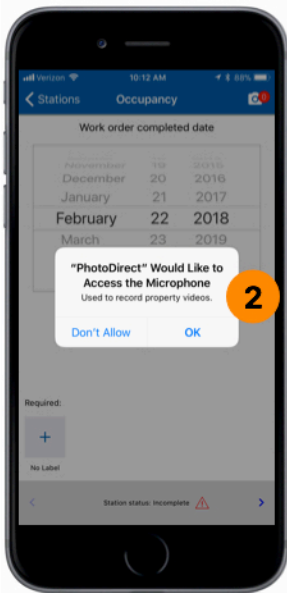 Verizon 10:12 AM 88%
Stations Occupancy
Work order completed date
November 19 2015
December 20 2016
January 21 2017
February 22 2018
March 23 2019
"PhotoDirect" Would Like to
Access the Microphone
Used to record property videos.
Don't Allow OK
2
Required:
+
No Label
Station status: Incomplete